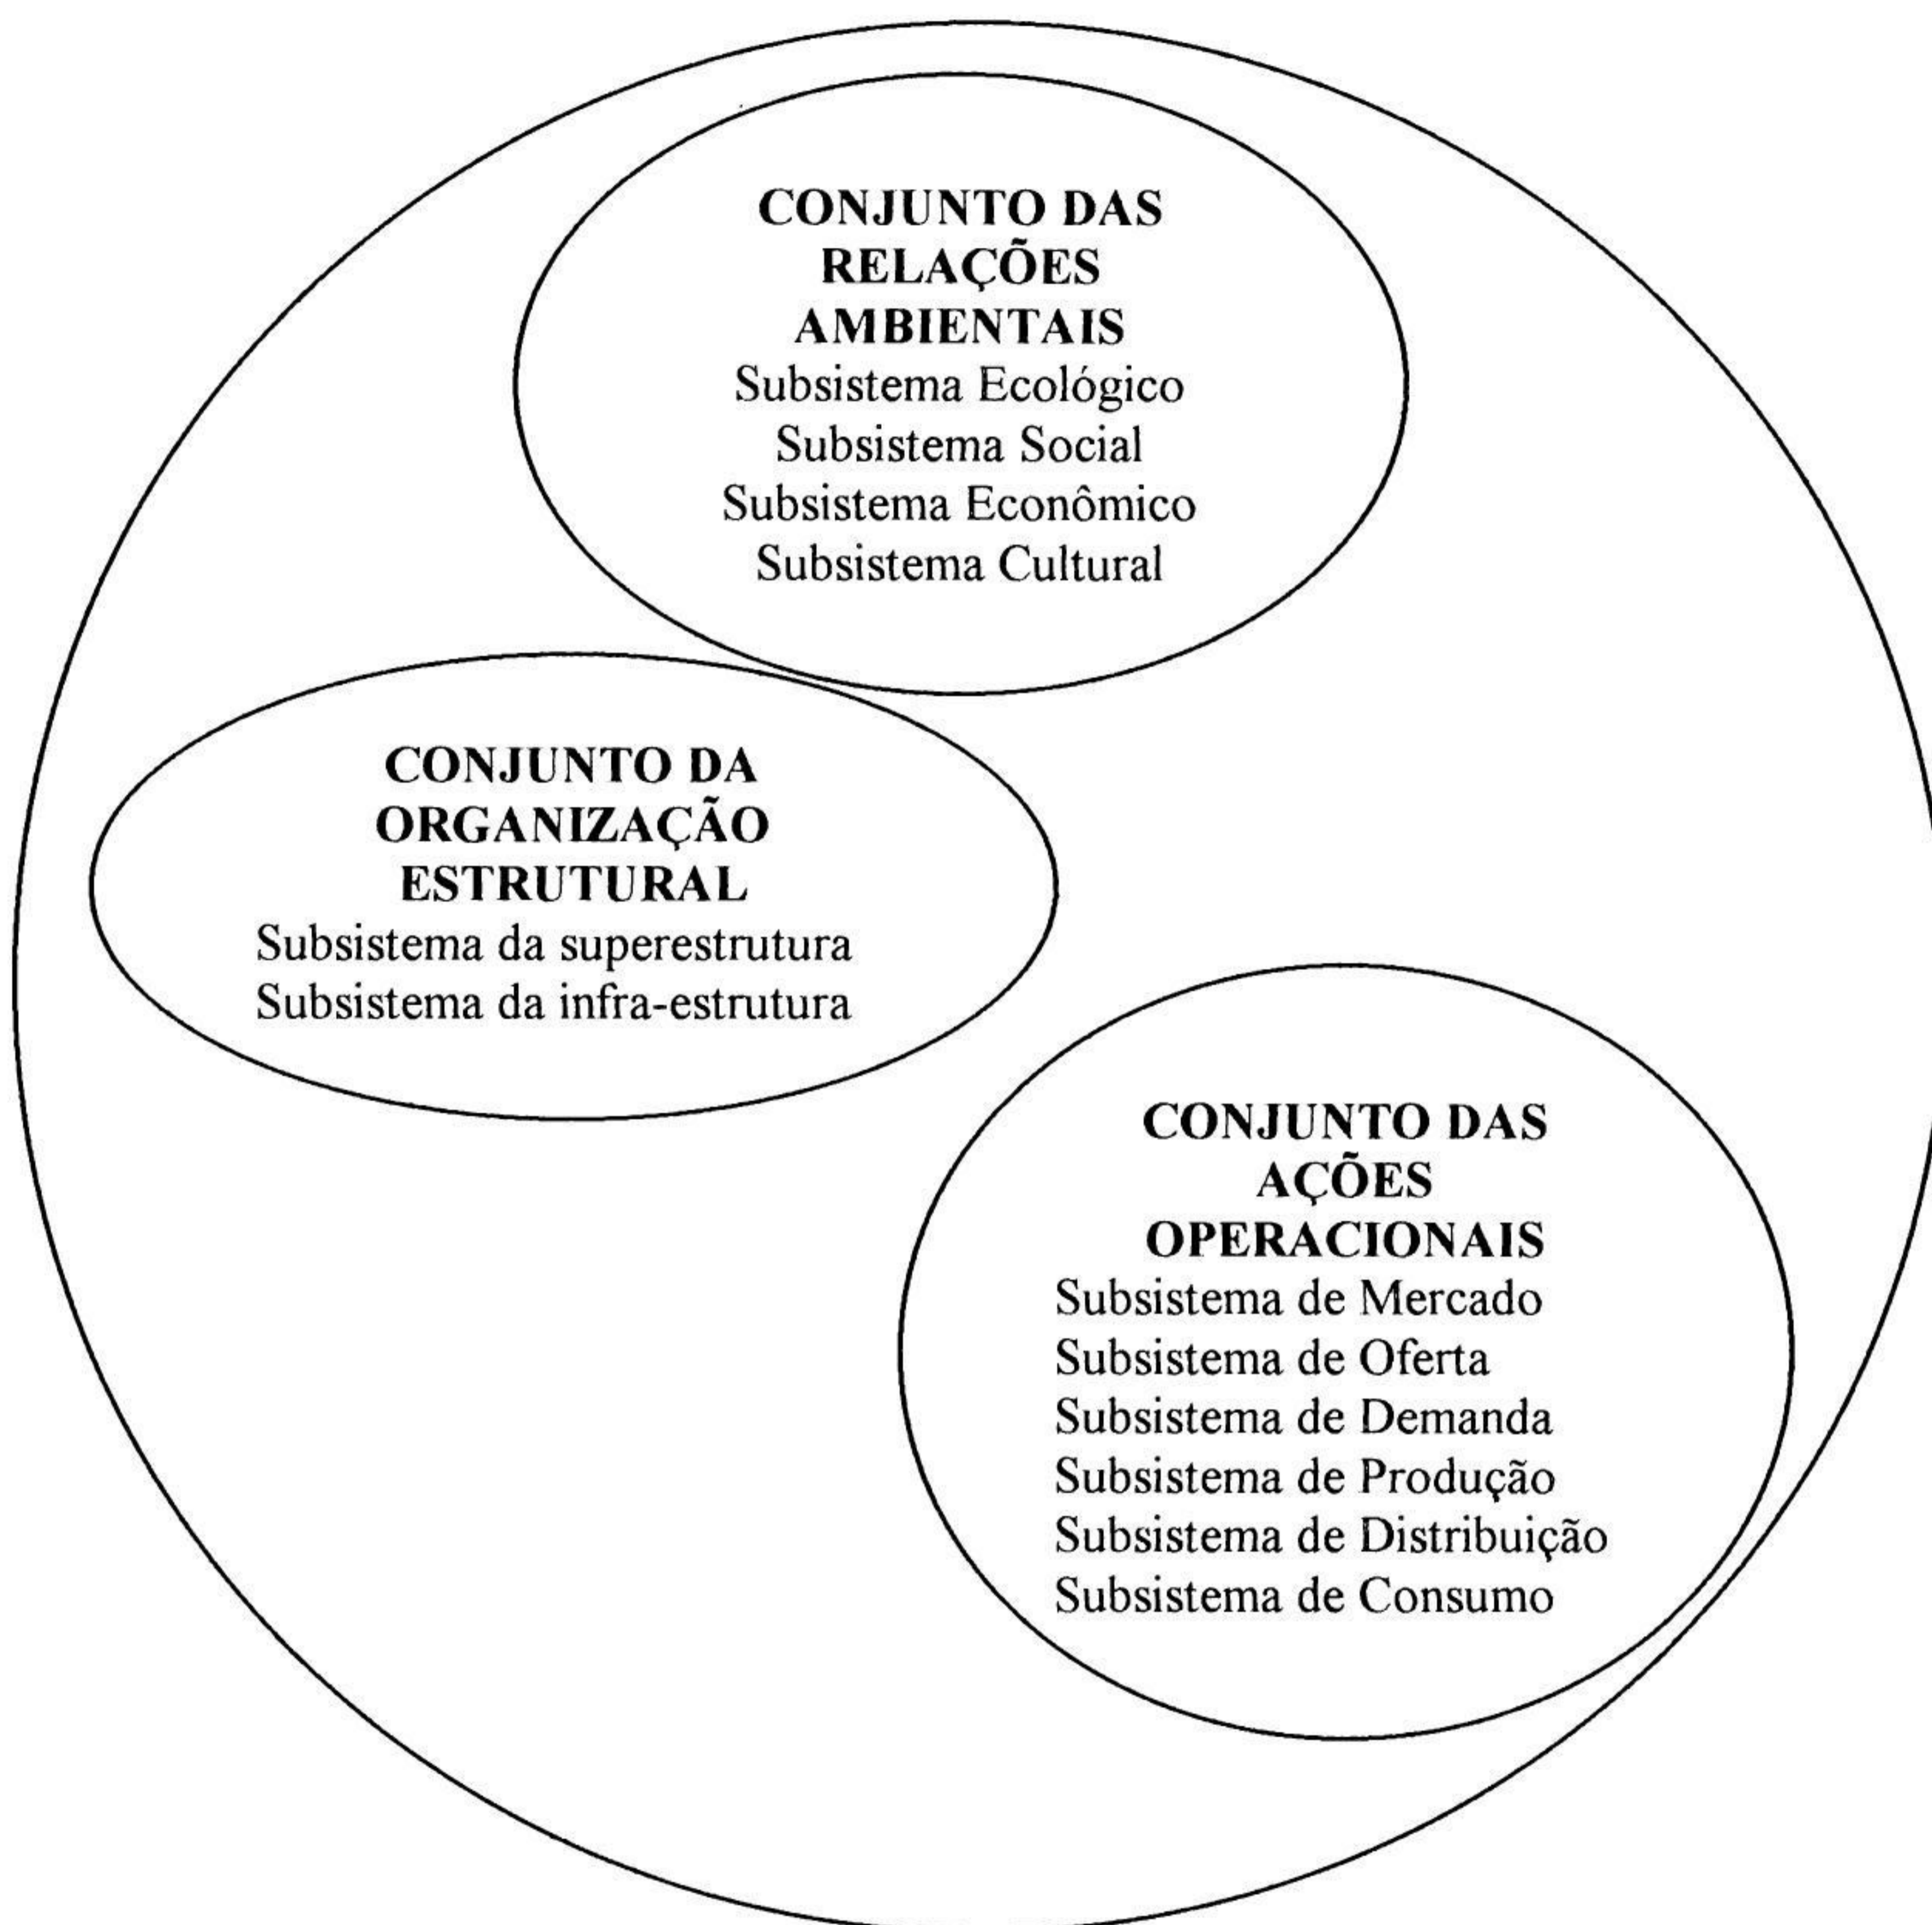 CONJUNTO DAS
RELAÇÕES
AMBIENTAIS
Subsistema Ecológico
Subsistema Social
Subsistema Econômico
Subsistema Cultural
CONJUNTO DA
ORGANIZAÇÃO
ESTRUTURAL
Subsistema da superestrutura
Subsistema da infra-estrutura
CONJUNTO DAS
AÇÕES
OPERACIONAIS
Subsistema de Mercado
Subsistema de Oferta
Subsistema de Demanda
Subsistema de Produção
Subsistema de Distribuição
Subsistema de Consumo